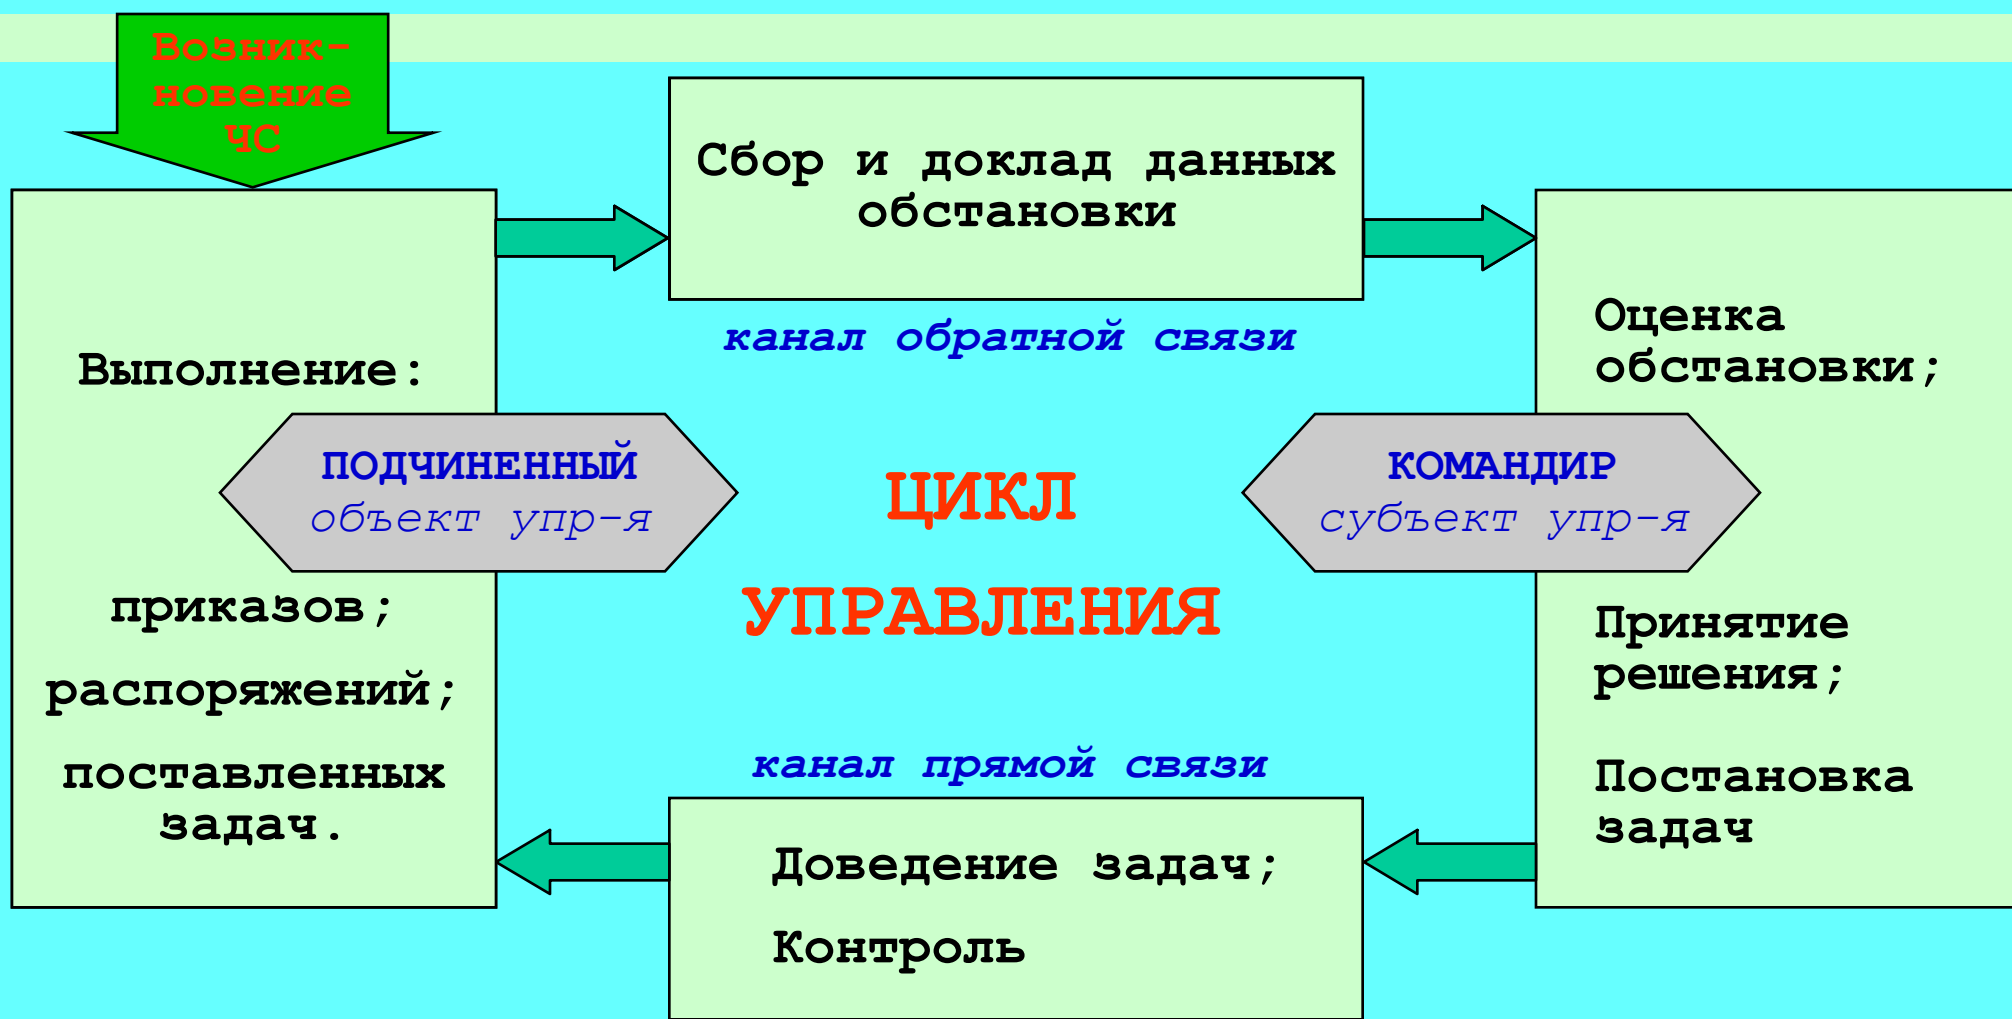 Возник-
новение
ЧС
Сбор и доклад данных
обстановки
канал обратной связи
Выполнение:
ПОДЧИНЕННЫЙ
объект упр-я
приказов;
распоряжений;
поставленных
задач.
ЦИКЛ
УПРАВЛЕНИЯ
Оценка
обстановки;
КОМАНДИР
субъект упр-я
Принятие
решения;
Постановка
задач
канал прямой связи
Доведение задач;
Контроль